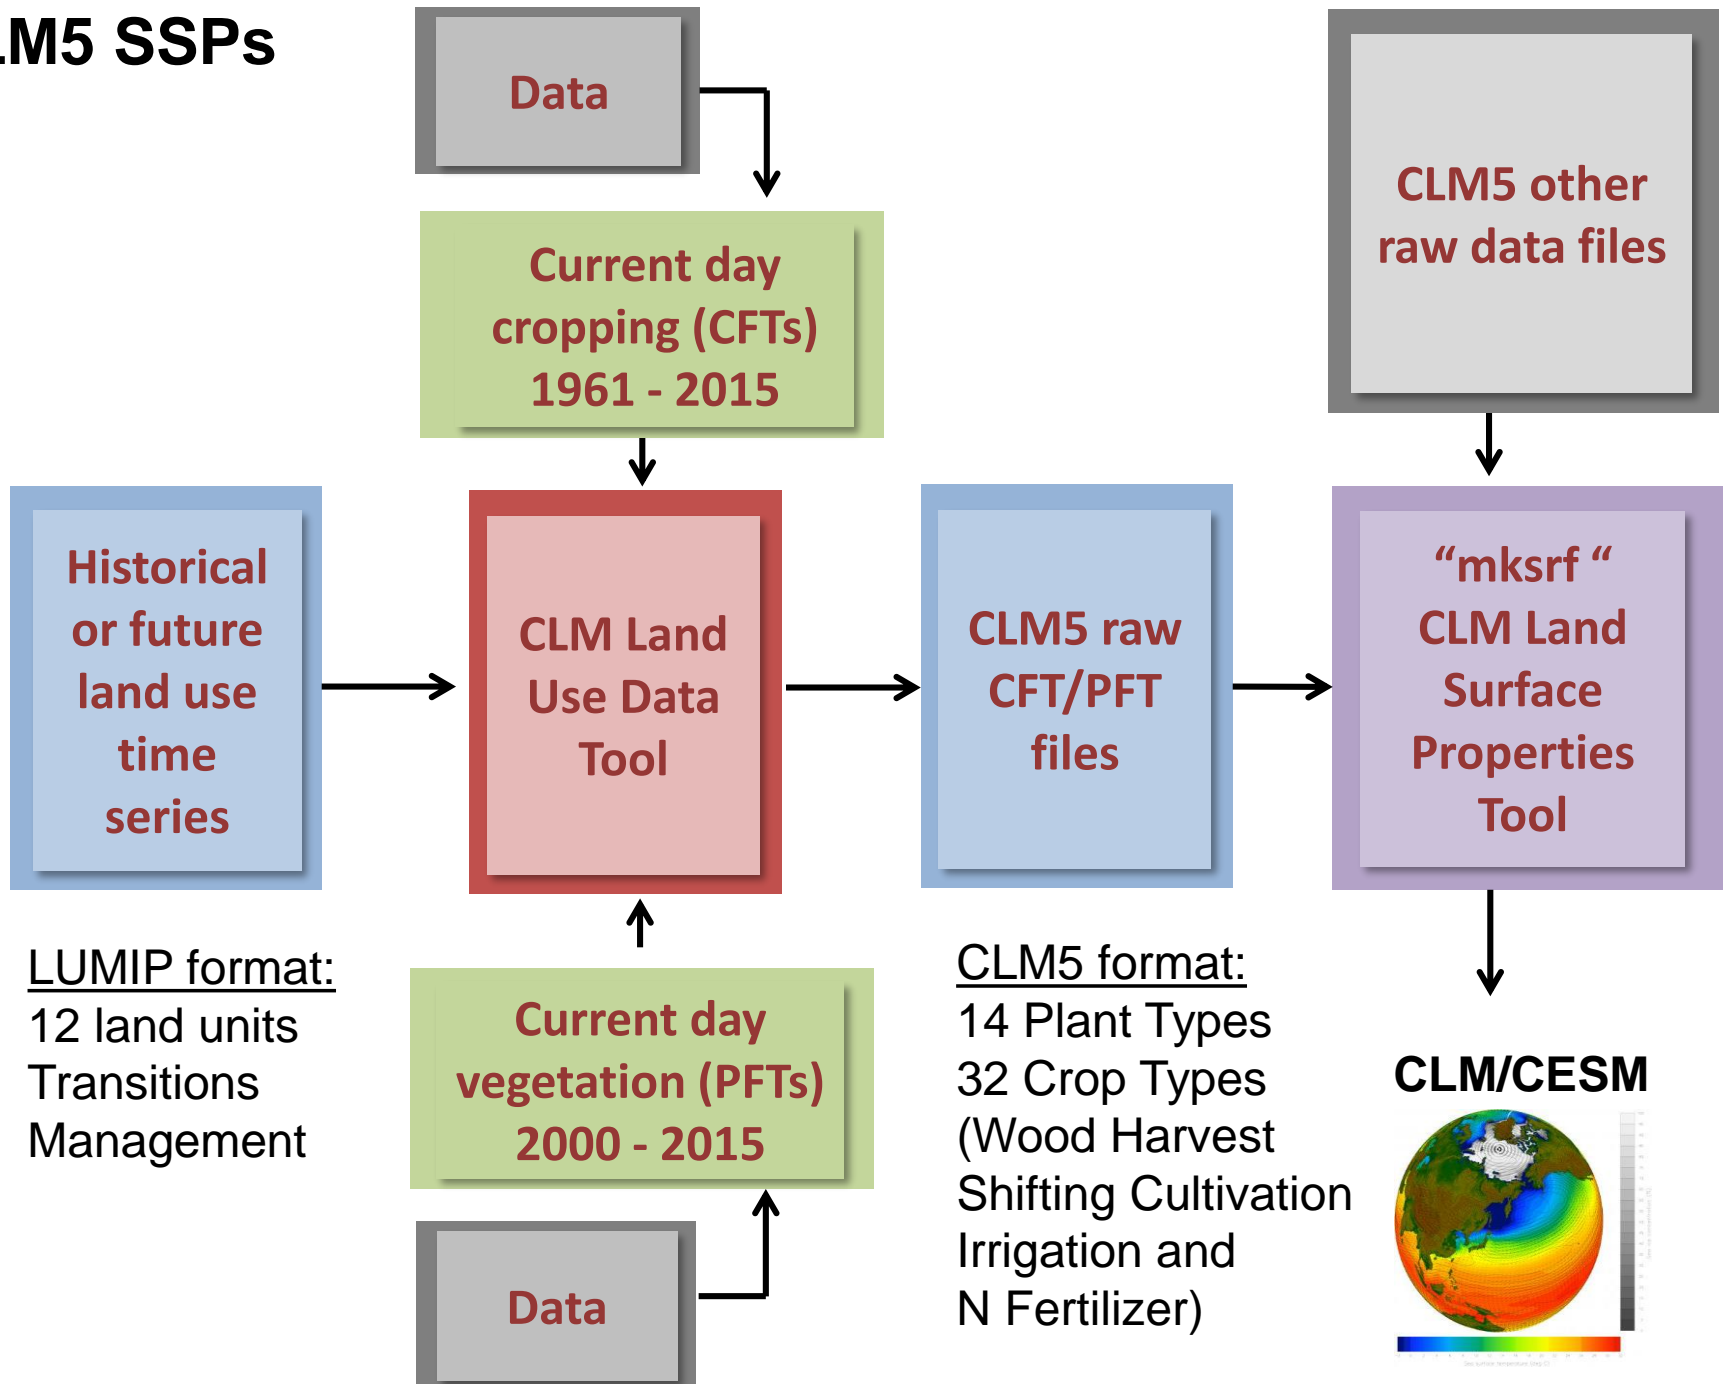 LM5 SSPs
Data
Current day
cropping (CFTs)
1961 - 2015
CLM5 other
raw data files
Historical
or future
land use
time
series
CLM Land
Use Data
Tool
CLM5 raw
CFT/PFT
files
“mksrf “
CLM Land
Surface
Properties
Tool
LUMIP format:
12 land units
Transitions
Management
Current day
vegetation (PFTs)
2000 - 2015
Data
CLM5 format:
14 Plant Types
32 Crop Types
(Wood Harvest
Shifting Cultivation
Irrigation and
N Fertilizer)
CLM/CESM